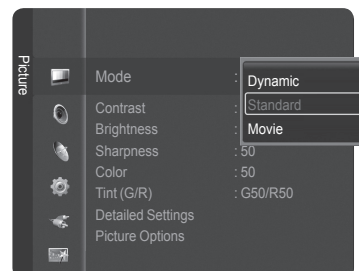 Picture
Mode : Dynamic
Standard
Contrast :
Brightness : Movie
Sharpness : 50
Color : 50
Tint (G/R) : G50/R50
Detailed Settings
Picture Options